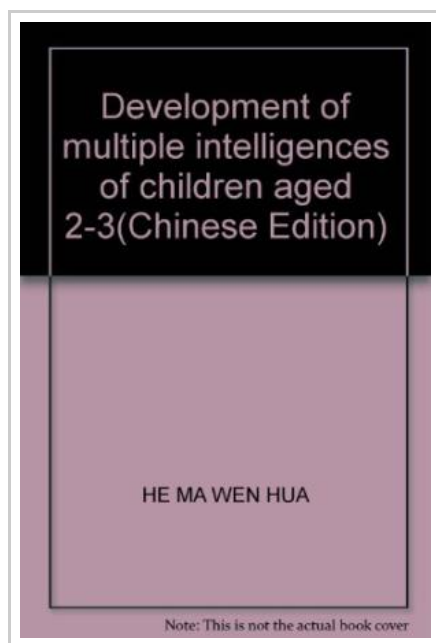 Development of
multiple intelligences
of children aged
2-3(Chinese Edition)
HE MA WEN HUA
Note: This is not the actual book cover